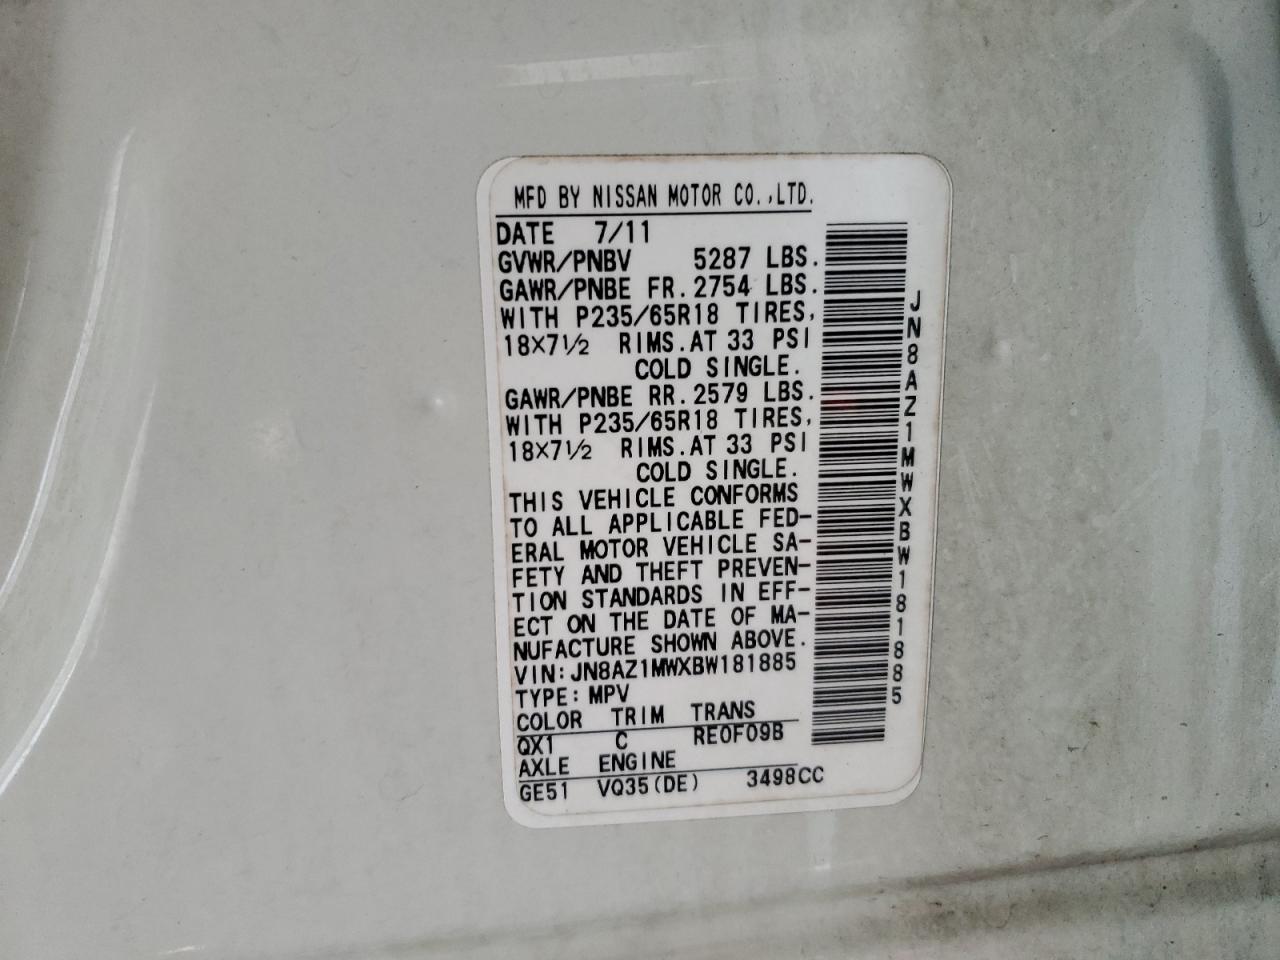 MFD BY NISSAN MOTOR CO.,LTD.
DATE 7/11
GVWR/PNBV 5287 LBS.
GAWR/PNBE FR.2754 LBS.
WITH P235/65R18 TIRES,
18×7½ RIMS.AT 33 PSI
COLD SINGLE.
GAWR/PNBE RR.2579 LBS.
WITH P235/65R18 TIRES,
18×7½ RIMS.AT 33 PSI
COLD SINGLE.
THIS VEHICLE CONFORMS
TO ALL APPLICABLE FED-
ERAL MOTOR VEHICLE SA-
FETY AND THEFT PREVEN-
TION STANDARDS IN EFF-
ECT ON THE DATE OF MA-
NUFACTURE SHOWN ABOVE.
VIN:JN8AZ1MWXBW181885
TYPE:MPV
COLOR TRIM TRANS
QX1 C RE0F09B
AXLE ENGINE
GE51 VQ35(DE) 3498CC
JN8AZ1MWXBW181885